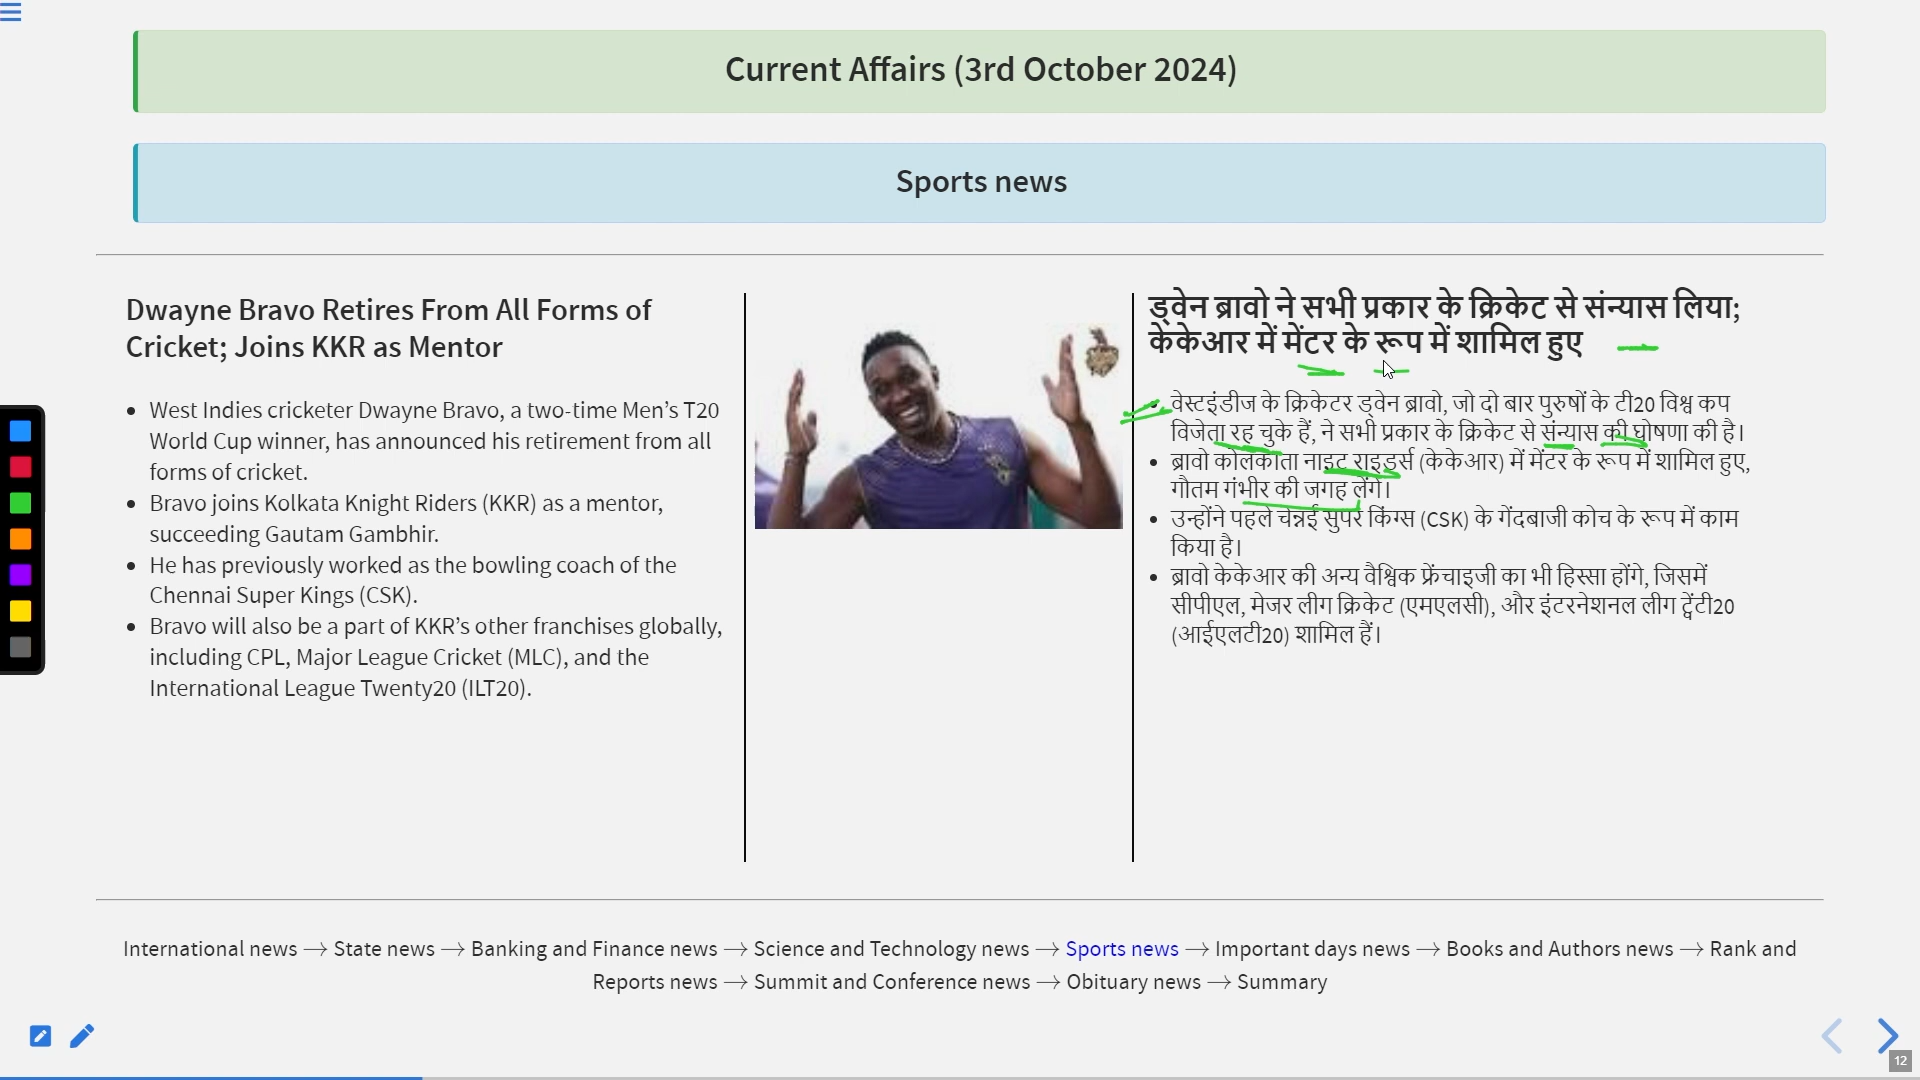 Current Affairs (3rd October 2024)
Sports news
Dwayne Bravo Retires From All Forms of
Cricket; Joins KKR as Mentor
• West Indies cricketer Dwayne Bravo, a two-time Men’s T20
World Cup winner, has announced his retirement from all
forms of cricket.
• Bravo joins Kolkata Knight Riders (KKR) as a mentor,
succeeding Gautam Gambhir.
• He has previously worked as the bowling coach of the
Chennai Super Kings (CSK).
• Bravo will also be a part of KKR’s other franchises globally,
including CPL, Major League Cricket (MLC), and the
International League Twenty20 (ILT20).
ड्वेन ब्रावो ने सभी प्रकार के क्रिकेट से संन्यास लिया;
केकेआर में मेंटर के रूप में शामिल हुए
• वेस्टइंडीज के क्रिकेटर ड्वेन ब्रावो, जो दो बार पुरुषों के टी20 विश्व कप
विजेता रह चुके हैं, ने सभी प्रकार के क्रिकेट से संन्यास की घोषणा की है।
• ब्रावो कोलकाता नाइट राइडर्स (केकेआर) में मेंटर के रूप में शामिल हुए,
गौतम गंभीर की जगह लेंगे।
• उन्होंने पहले चेन्नई सुपर किंग्स (CSK) के गेंदबाजी कोच के रूप में काम
किया है।
• ब्रावो केकेआर की अन्य वैश्विक फ्रेंचाइजी का भी हिस्सा होंगे, जिसमें
सीपीएल, मेजर लीग क्रिकेट (एमएलसी), और इंटरनेशनल लीग ट्वेंटी20
(आईएलटी20) शामिल हैं।
International news → State news → Banking and Finance news → Science and Technology news → Sports news → Important days news → Books and Authors news → Rank and
Reports news → Summit and Conference news → Obituary news → Summary
12